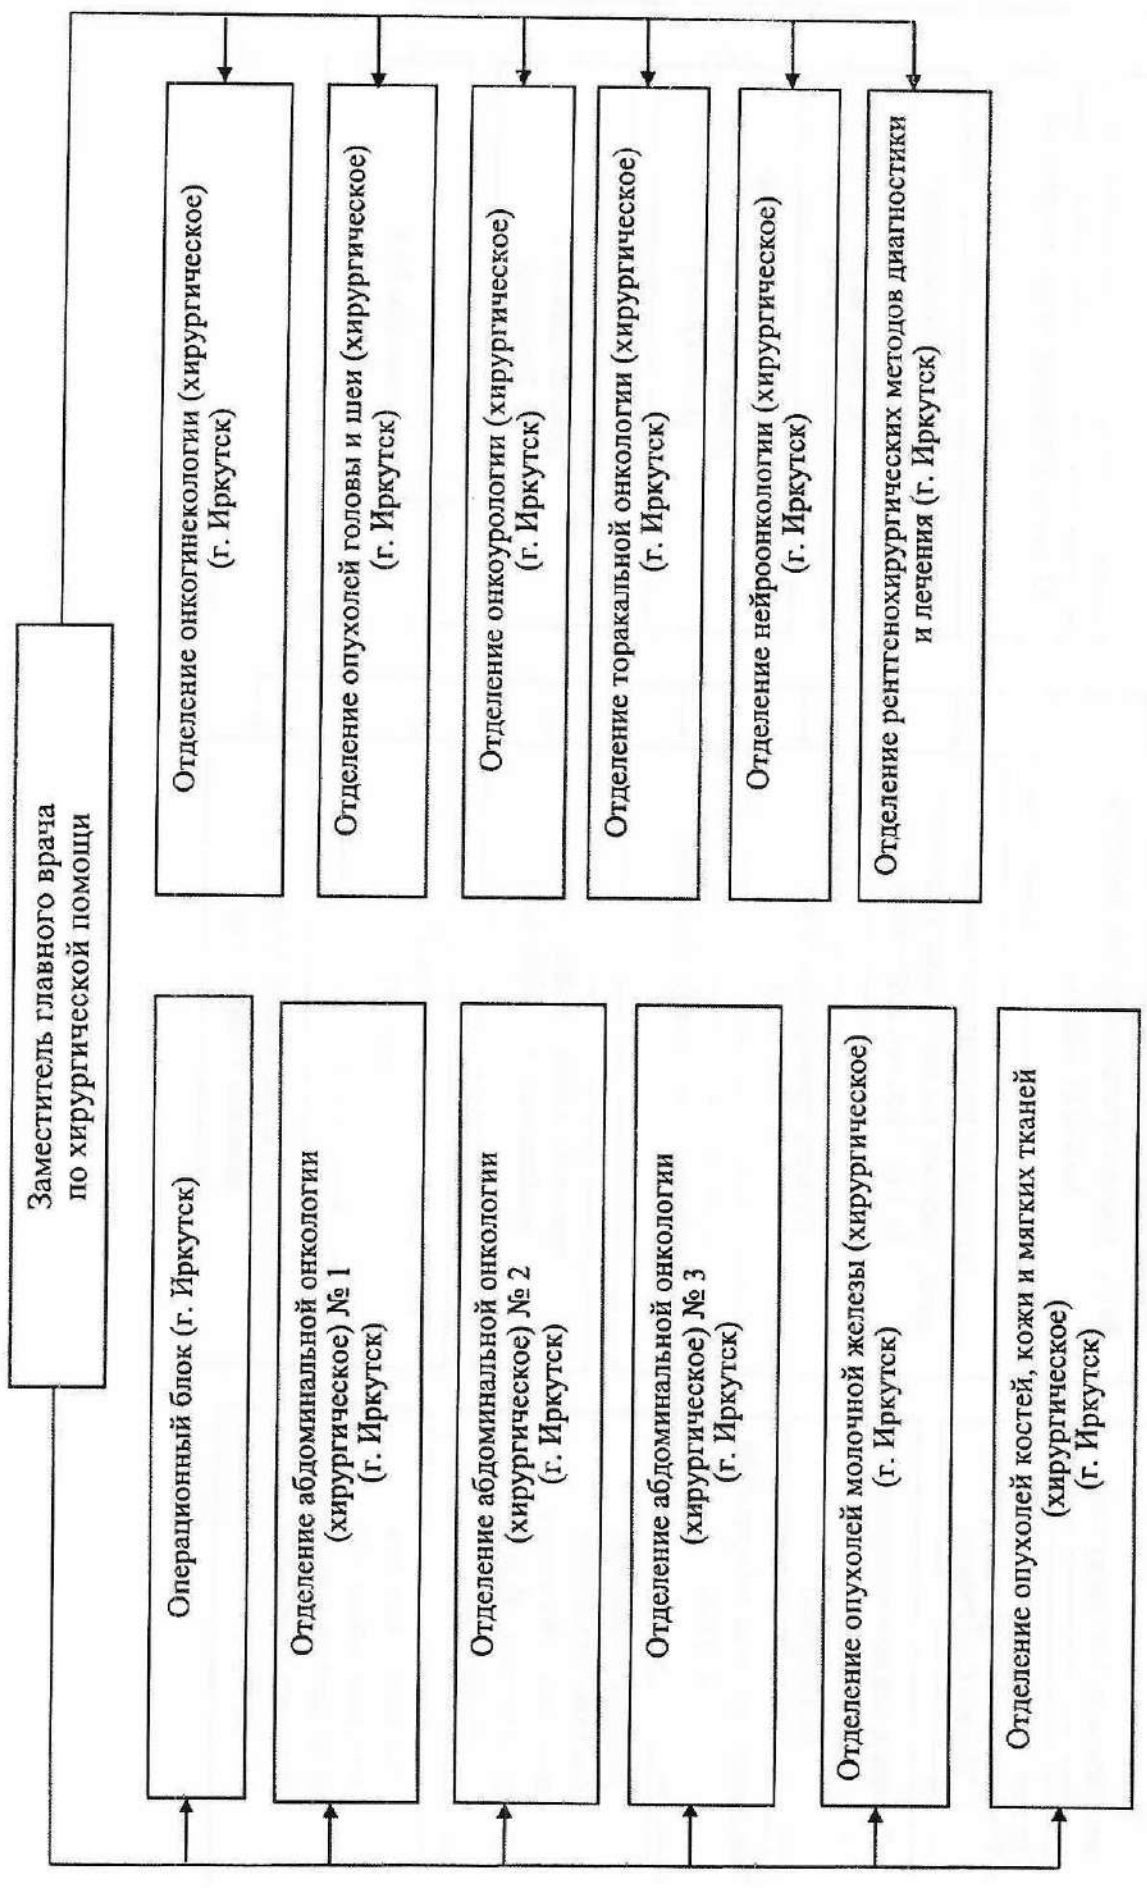 Заместитель главного врача
по хирургической помощи
Операционный блок (г. Иркутск)
Отделение абдоминальной онкологии
(хирургическое) № 1
(г. Иркутск)
Отделение абдоминальной онкологии
(хирургическое) № 2
(г. Иркутск)
Отделение абдоминальной онкологии
(хирургическое) № 3
(г. Иркутск)
Отделение опухолей молочной железы (хирургическое)
(г. Иркутск)
Отделение опухолей костей, кожи и мягких тканей
(хирургическое)
(г. Иркутск)
Отделение онкогинекологии (хирургическое)
(г. Иркутск)
Отделение опухолей головы и шеи (хирургическое)
(г. Иркутск)
Отделение онкоурологии (хирургическое)
(г. Иркутск)
Отделение торакальной онкологии (хирургическое)
(г. Иркутск)
Отделение нейроонкологии (хирургическое)
(г. Иркутск)
Отделение рентгенохирургических методов диагностики
и лечения (г. Иркутск)